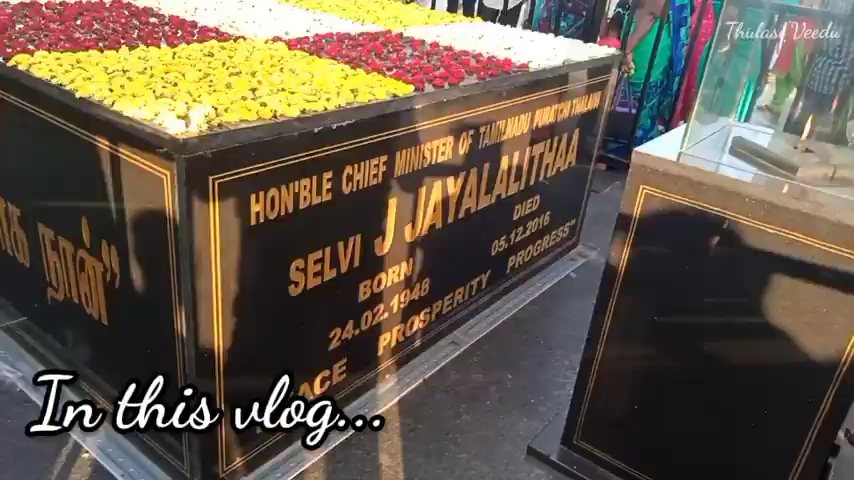 Thulasi Veedu
HON'BLE CHIEF MINISTER OF TAMILNADU PURATCHI THALAIVI
SELVI J JAYALALITHAA
BORN
24.02.1948
DIED
05.12.2016
PROSPERITY PROGRESS"
நான்"
In this vlog...